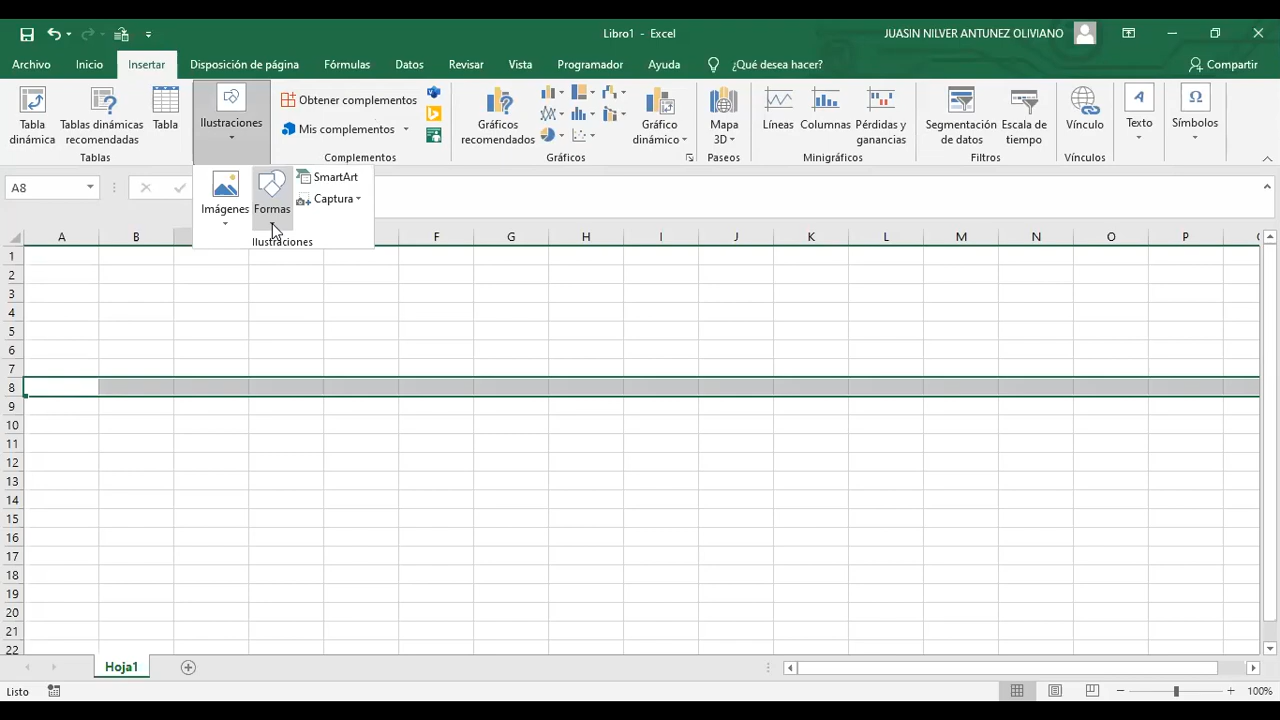 Libro1 - Excel
JUASIN NILVER ANTUNEZ OLIVIANO
Archivo Inicio Insertar Disposición de página Fórmulas Datos Revisar Vista Programador Ayuda ¿Qué desea hacer? Compartir
Tabla dinámica
Tablas dinámicas recomendadas
Tabla
Tablas
Ilustraciones
Obtener complementos
Mis complementos
Complementos
Gráficos recomendados
Gráfico dinámico
Gráficos
Mapa 3D
Paseos
Líneas
Columnas
Pérdidas y ganancias
Minigráficos
Segmentación de datos
Escala de tiempo
Filtros
Vínculo
Vínculos
Texto
Símbolos
A8
Imágenes
Formas
SmartArt
Captura
Ilustraciones
A B F G H I J K L M N O P
1
2
3
4
5
6
7
8
9
10
11
12
13
14
15
16
17
18
19
20
21
22
Hoja1
Listo
100%